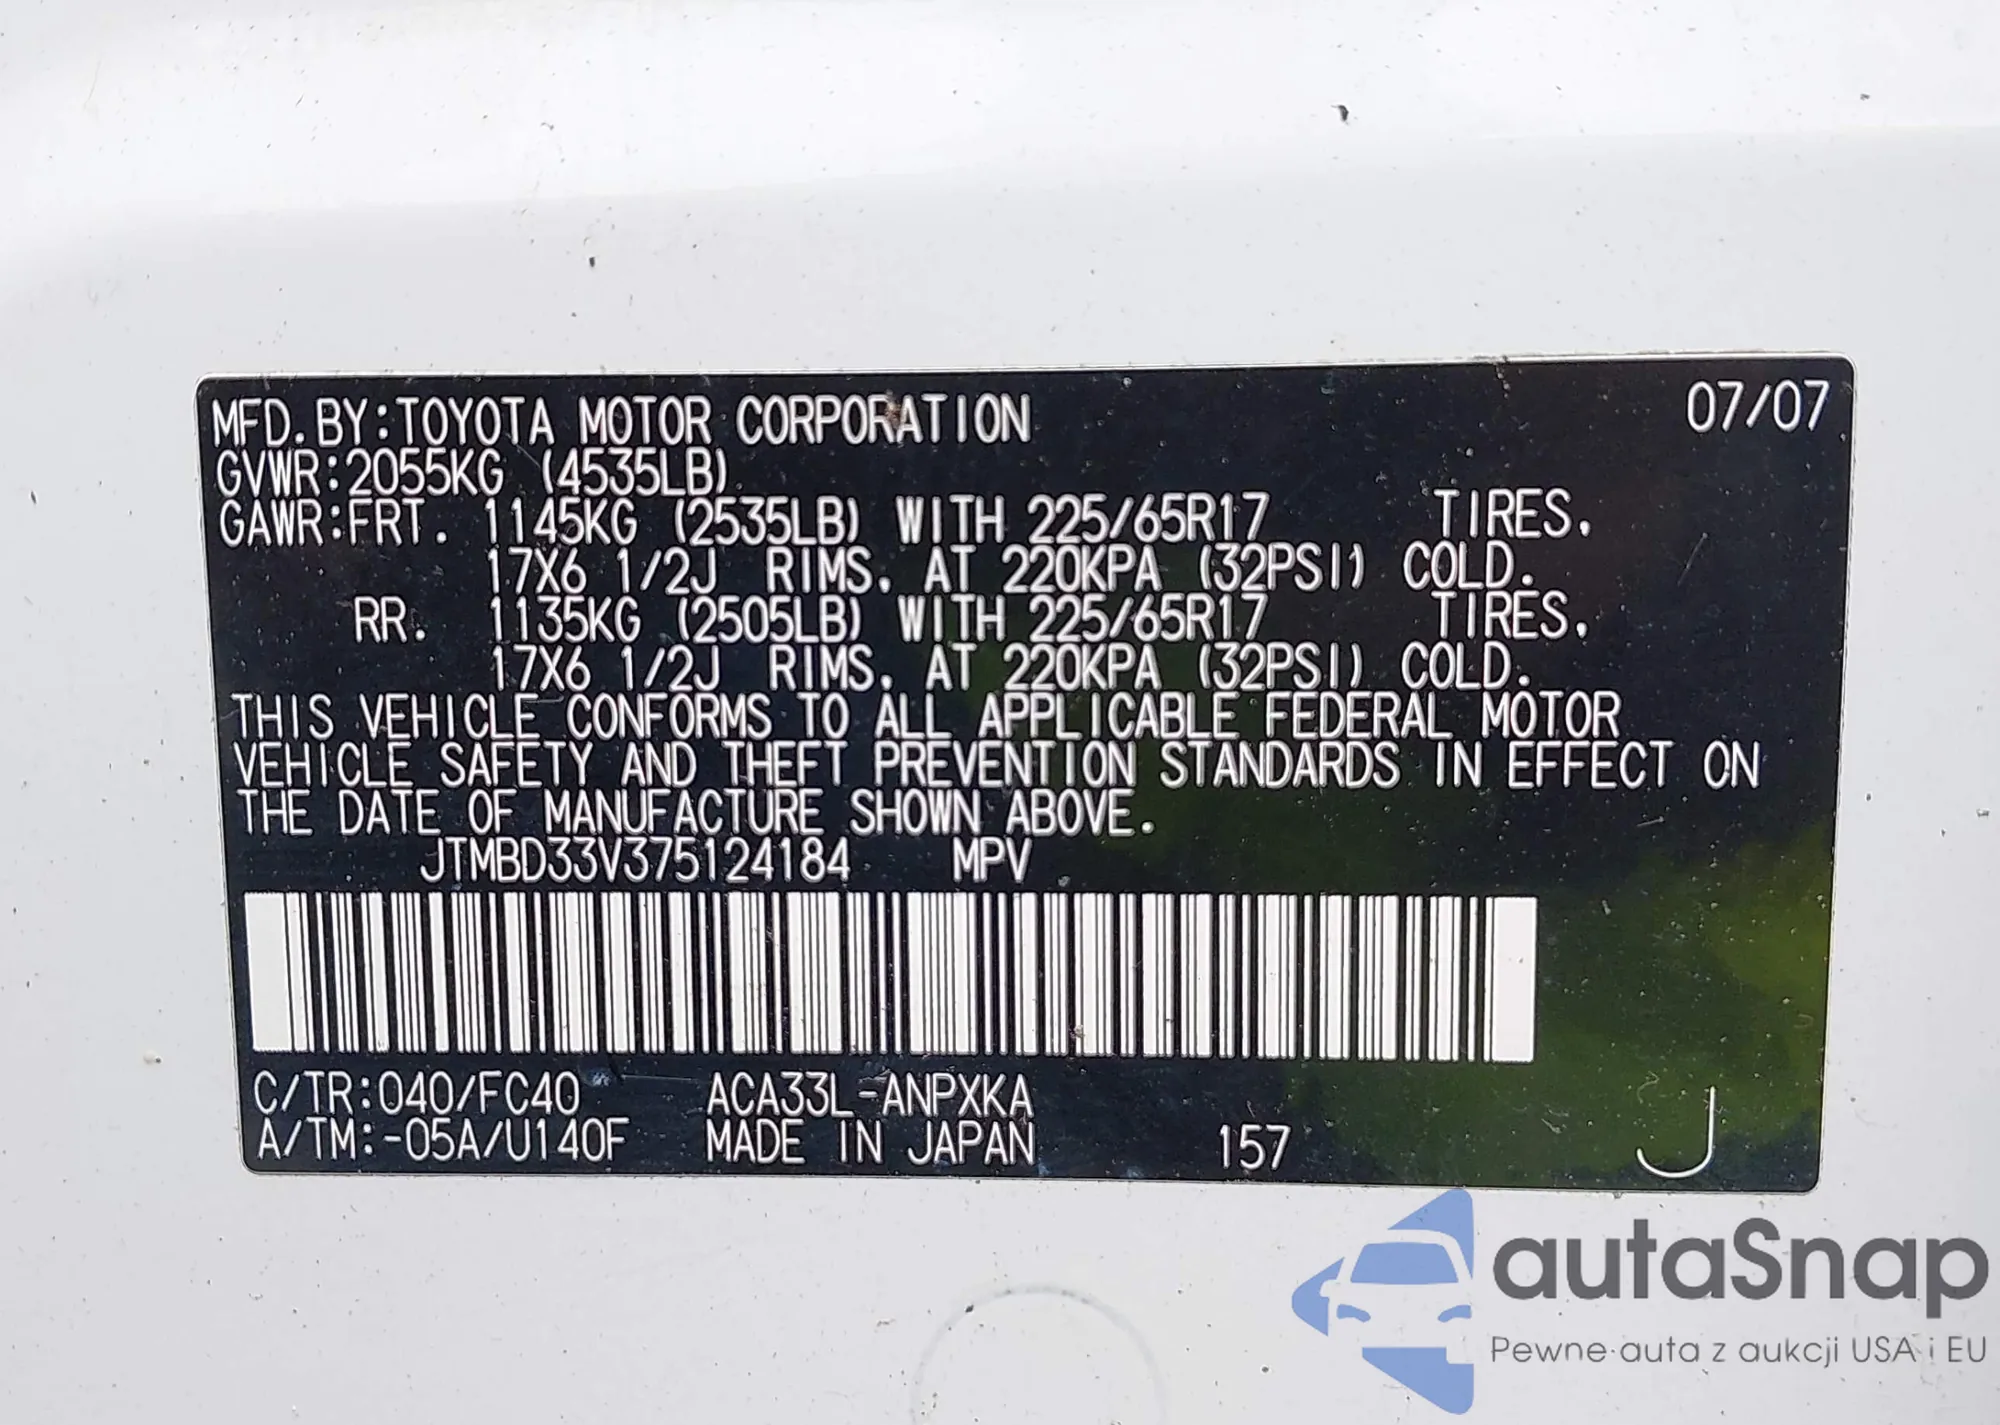 MFD. BY:TOYOTA MOTOR CORPORATION 07/07
GVWR:2055KG (4535LB)
GAWR:FRT. 1145KG (2535LB) WITH 225/65R17 TIRES,
17X6 1/2J RIMS, AT 220KPA (32PSI) COLD.
RR. 1135KG (2505LB) WITH 225/65R17 TIRES,
17X6 1/2J RIMS, AT 220KPA (32PSI) COLD.
THIS VEHICLE CONFORMS TO ALL APPLICABLE FEDERAL MOTOR
VEHICLE SAFETY AND THEFT PREVENTION STANDARDS IN EFFECT ON
THE DATE OF MANUFACTURE SHOWN ABOVE.
JTMBD33V375124184 MPV
C/TR:040/FC40 ACA33L-ANPXKA
A/TM:-05A/U140F MADE IN JAPAN 157 J
autaSnap
Pewne auta z aukcji USA i EU